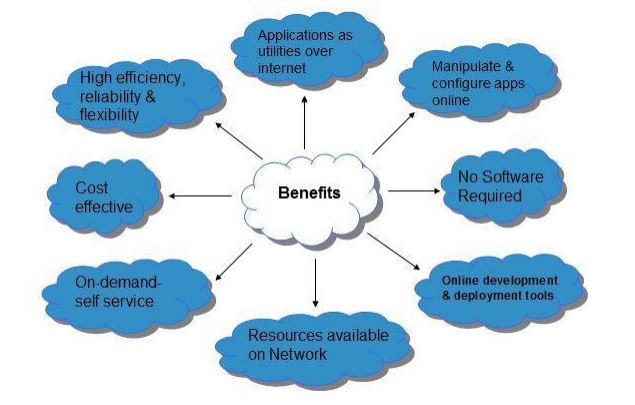 Applications as
utilities over
internet
High efficiency,
reliability &
flexibility
Manipulate &
configure apps
online
Cost
effective
Benefits
No Software
Required
On-demand-
self service
Online development
& deployment tools
Resources available
on Network